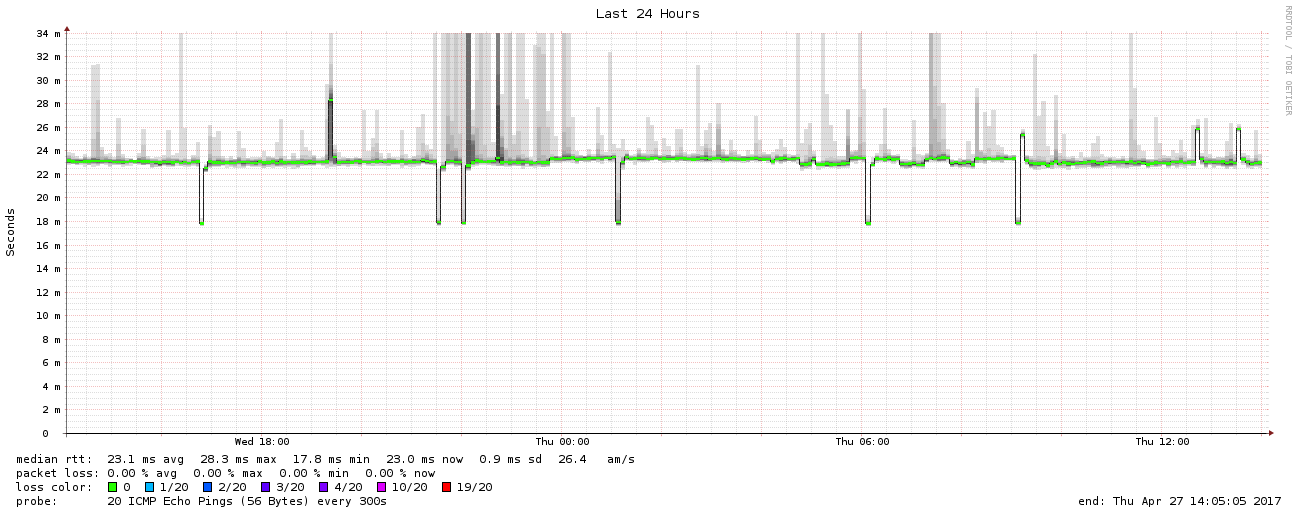 Last 24 Hours
RRDTOOL / TOBI OETIKER
34 m
32 m
30 m
28 m
26 m
24 m
22 m
20 m
18 m
16 m
14 m
12 m
10 m
8 m
6 m
4 m
2 m
0
Seconds
Wed 18:00 Thu 00:00 Thu 06:00 Thu 12:00
median rtt: 23.1 ms avg 28.3 ms max 17.8 ms min 23.0 ms now 0.9 ms sd 26.4 am/s
packet loss: 0.00 % avg 0.00 % max 0.00 % min 0.00 % now
loss color: 0 1/20 2/20 3/20 4/20 10/20 19/20
probe: 20 ICMP Echo Pings (56 Bytes) every 300s end: Thu Apr 27 14:05:05 2017